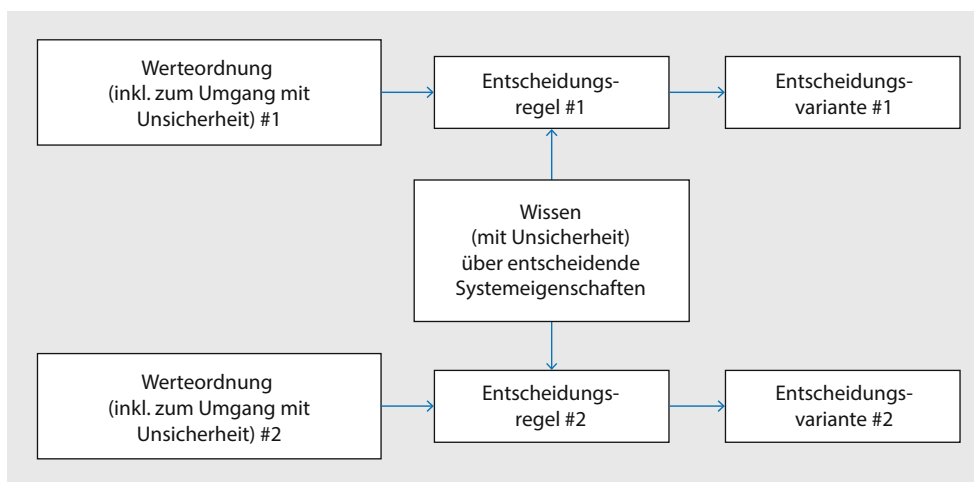 Werteordnung
(inkl. zum Umgang mit
Unsicherheit) #1
Entscheidungs-
regel #1
Entscheidungs-
variante #1
Wissen
(mit Unsicherheit)
über entscheidende
Systemeigenschaften
Werteordnung
(inkl. zum Umgang mit
Unsicherheit) #2
Entscheidungs-
regel #2
Entscheidungs-
variante #2